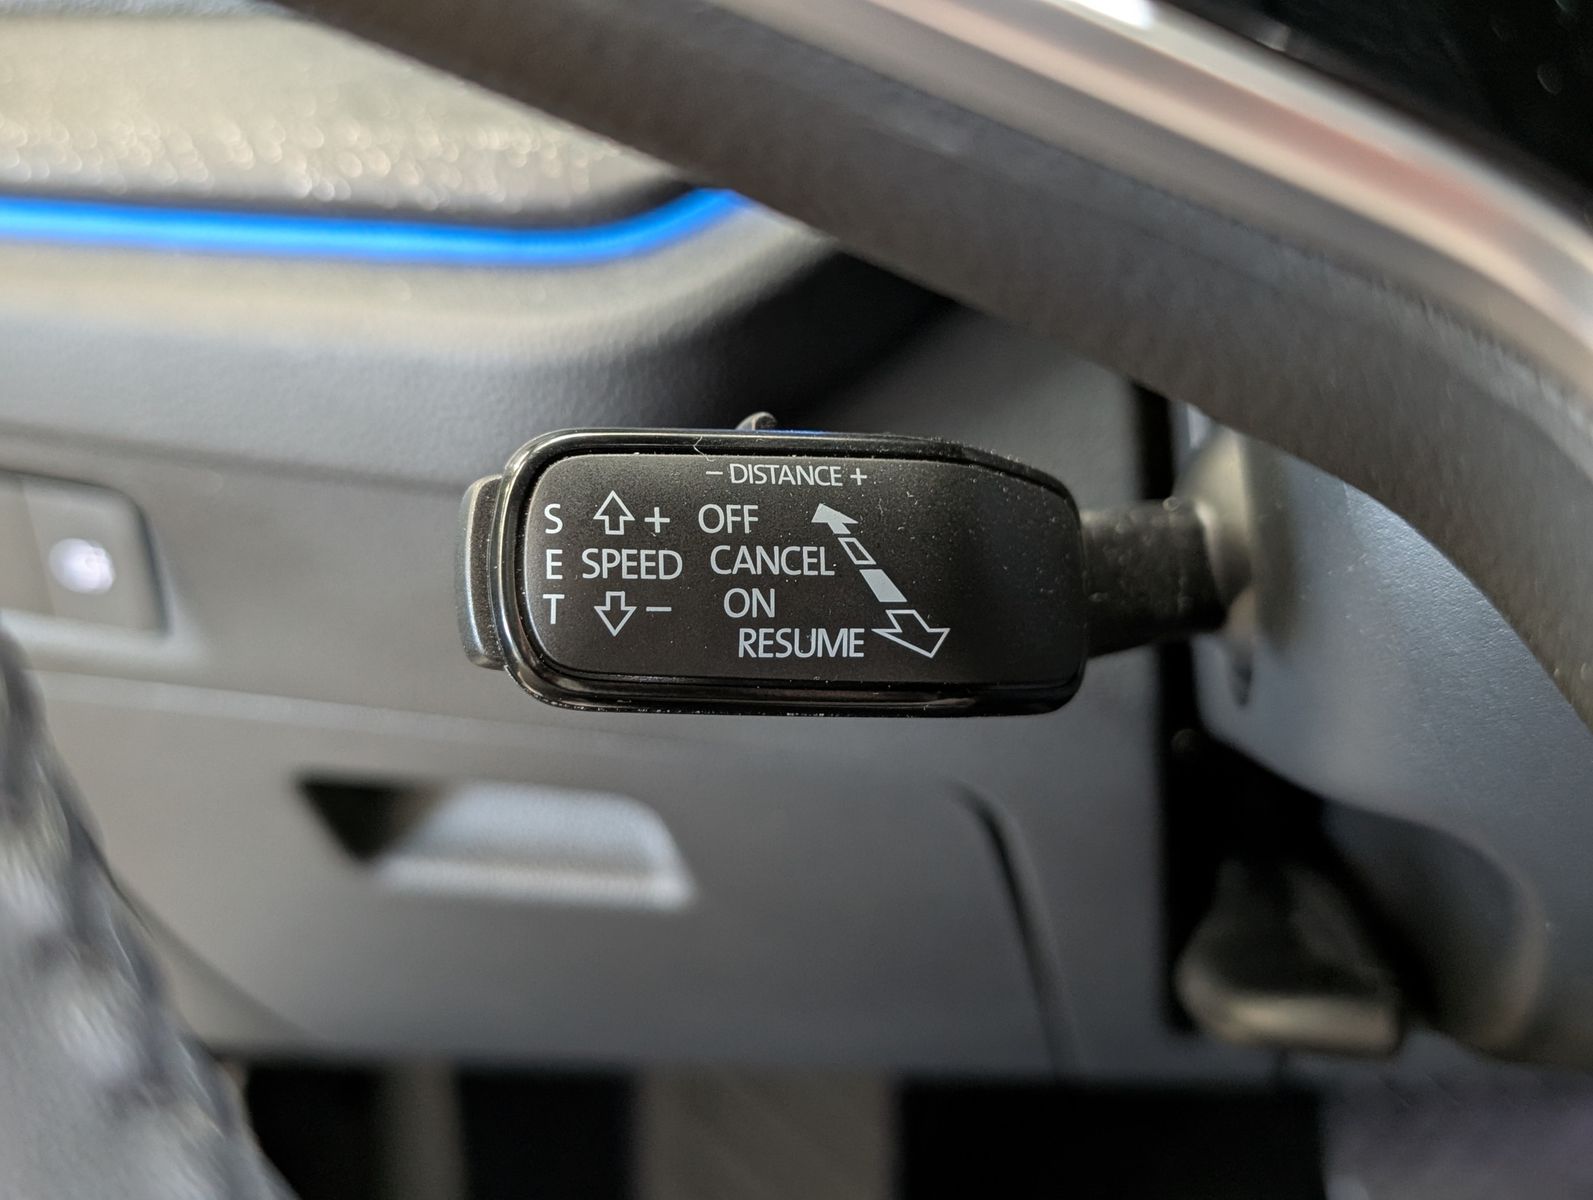 – DISTANCE +
S + OFF
E SPEED CANCEL
T – ON
RESUME